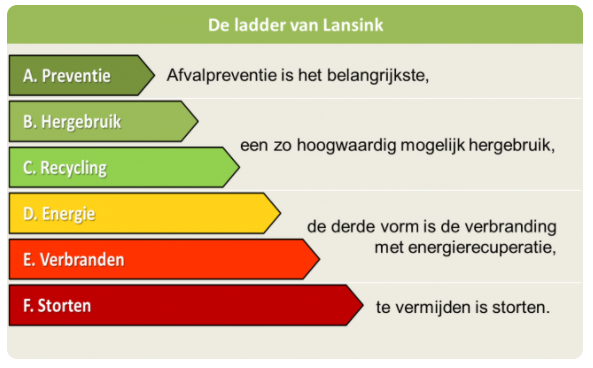 De ladder van Lansink
A. Preventie
Afvalpreventie is het belangrijkste,
B. Hergebruik
een zo hoogwaardig mogelijk hergebruik,
C. Recycling
D. Energie
de derde vorm is de verbranding
met energierecuperatie,
E. Verbranden
F. Storten
te vermijden is storten.